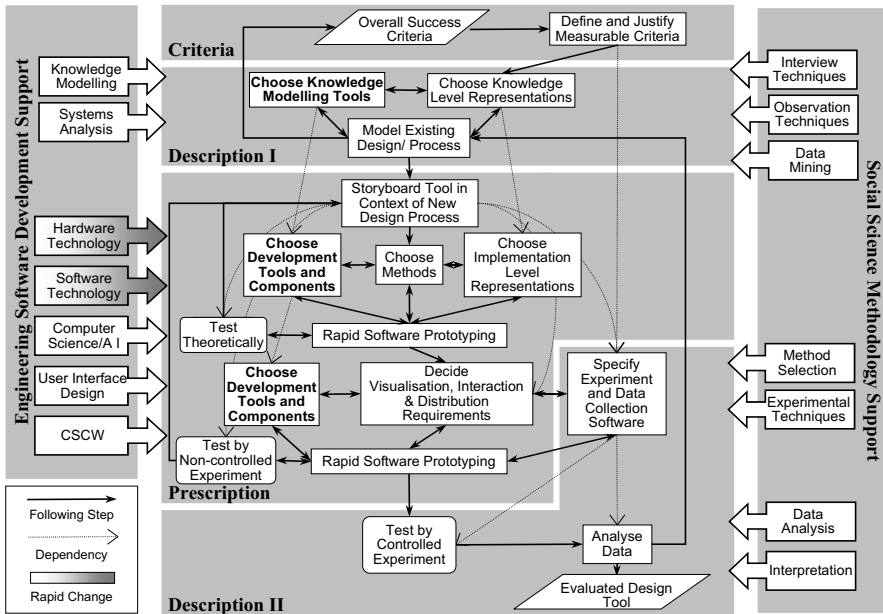 Overall Success
Criteria
Define and Justify
Measurable Criteria
Criteria
Engineering Software Development Support
Knowledge
Modelling
Systems
Analysis
Hardware
Technology
Software
Technology
Computer
Science/A I
User Interface
Design
CSCW
Choose Knowledge
Modelling Tools
Choose Knowledge
Level Representations
Model Existing
Design/ Process
Description I
Storyboard Tool in
Context of New
Design Process
Choose
Development
Tools and
Components
Choose
Methods
Choose
Implementation
Level
Representations
Test
Theoretically
Rapid Software Prototyping
Choose
Development
Tools and
Components
Decide
Visualisation, Interaction
& Distribution
Requirements
Specify
Experiment
and Data
Collection
Software
Test by
Non-controlled
Experiment
Rapid Software Prototyping
Prescription
Test by
Controlled
Experiment
Analyse
Data
Evaluated Design
Tool
Description II
Social Science Methodology Support
Interview
Techniques
Observation
Techniques
Data
Mining
Method
Selection
Experimental
Techniques
Data
Analysis
Interpretation
Following Step
Dependency
Rapid Change